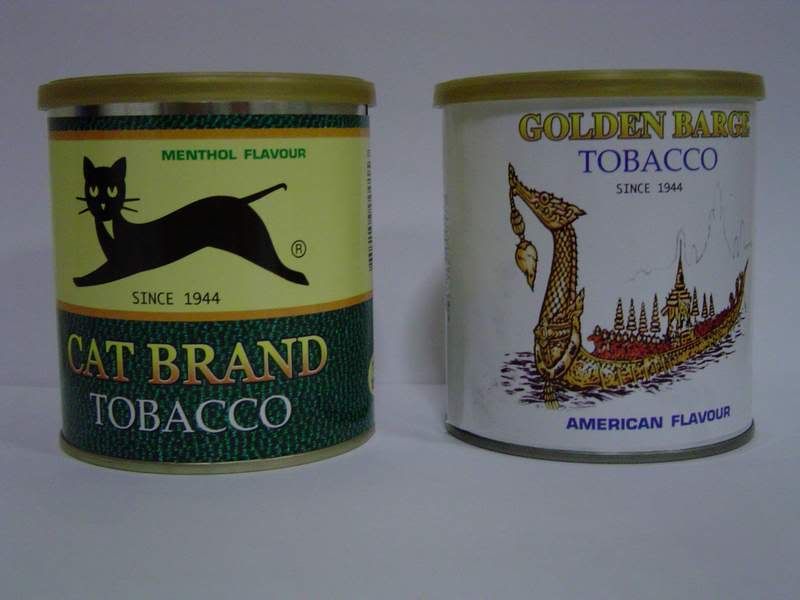 MENTHOL FLAVOUR
®
SINCE 1944
CAT BRAND
TOBACCO
GOLDEN BARGE
TOBACCO
SINCE 1944
AMERICAN FLAVOUR